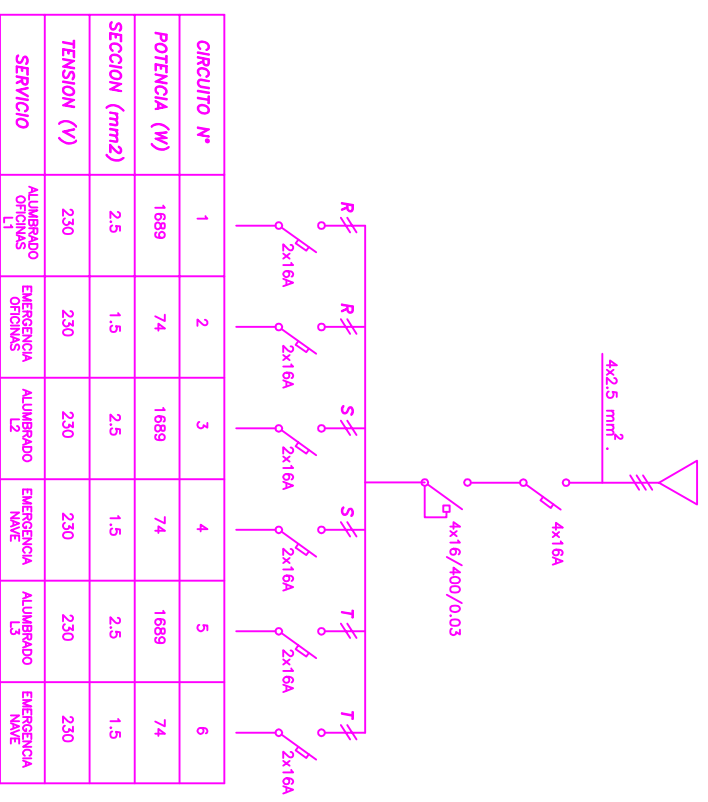 4x2.5 mm².
4x16A
4x16/400/0.03
R
R
S
S
T
T
2x16A
2x16A
2x16A
2x16A
2x16A
2x16A
CIRCUITO Nº
1
2
3
4
5
6
POTENCIA (W)
1689
74
1689
74
1689
74
SECCION (mm2)
2.5
1.5
2.5
1.5
2.5
1.5
TENSION (V)
230
230
230
230
230
230
SERVICIO
ALUMBRADO
OFICINAS
L1
EMERGENCIA
OFICINAS
ALUMBRADO
L2
EMERGENCIA
NAVE
ALUMBRADO
L3
EMERGENCIA
NAVE